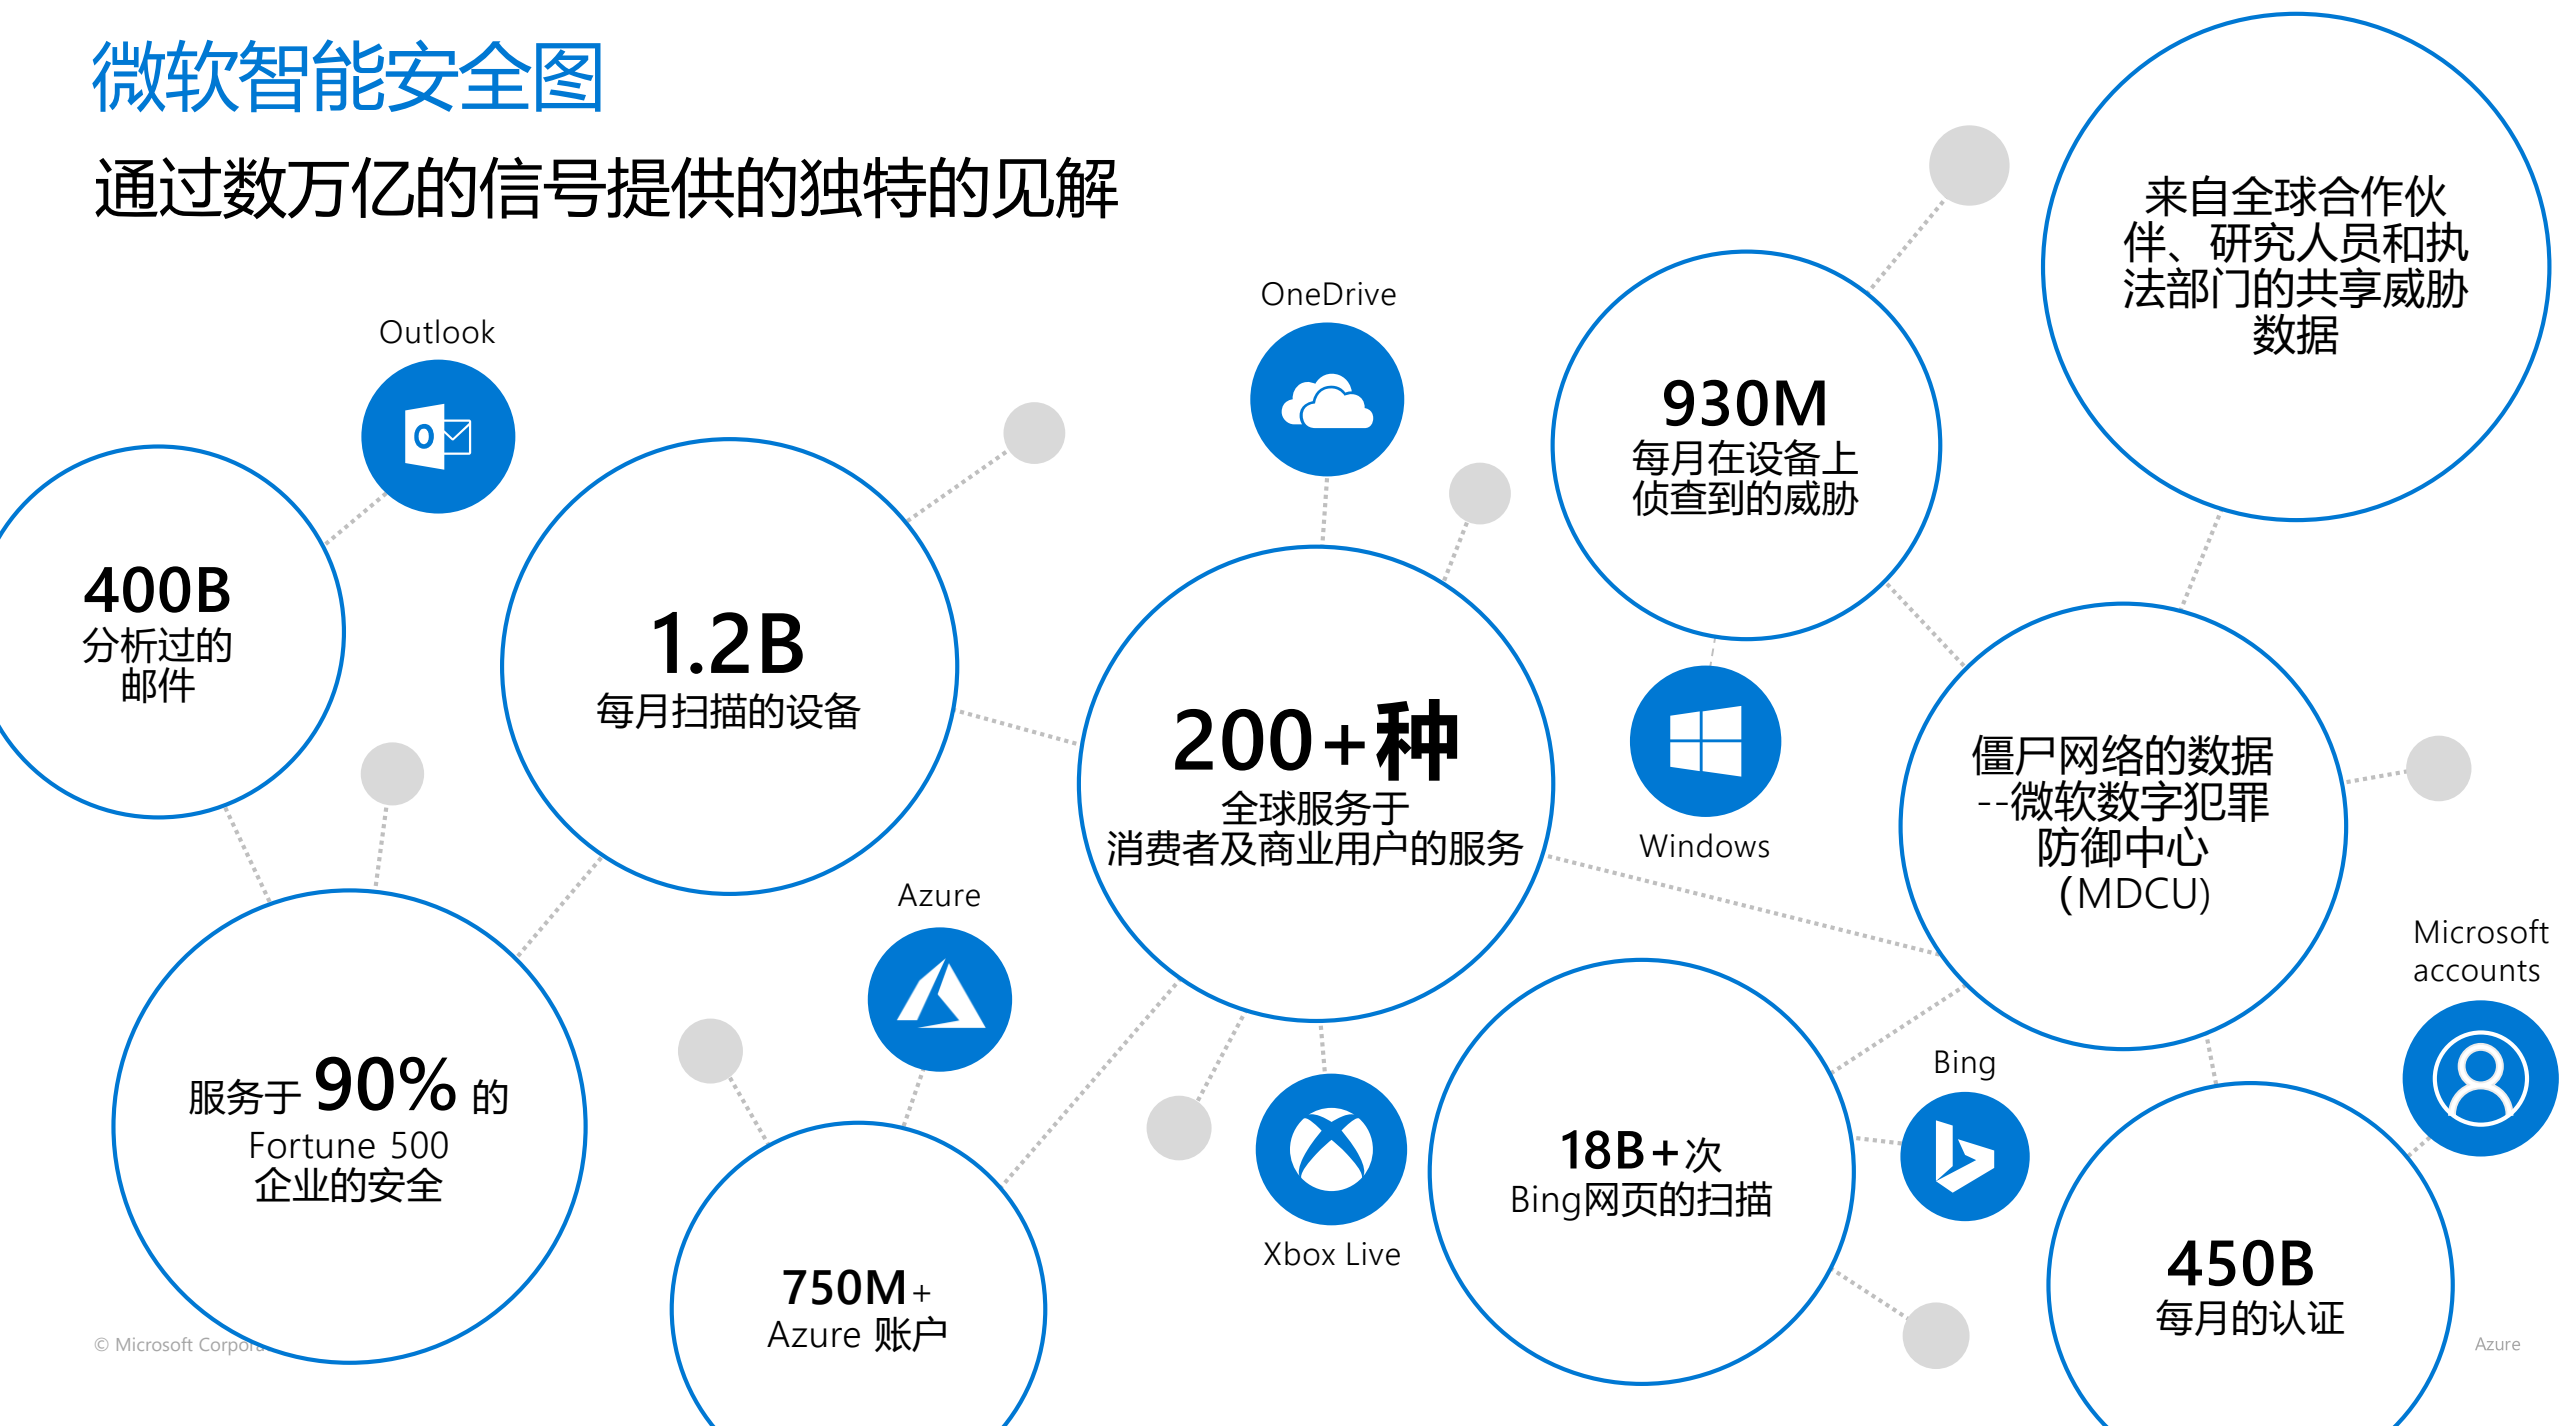 微软智能安全图
通过数万亿的信号提供的独特的见解
来自全球合作伙
伴、研究人员和执
法部门的共享威胁
数据
OneDrive
Outlook
930M
每月在设备上
侦查到的威胁
400B
分析过的
邮件
1.2B
每月扫描的设备
200+种
全球服务于
消费者及商业用户的服务
Windows
僵尸网络的数据
--微软数字犯罪
防御中心
(MDCU)
Azure
Microsoft
accounts
服务于 90% 的
Fortune 500
企业的安全
Bing
18B+次
Bing网页的扫描
Xbox Live
750M+
Azure 账户
450B
每月的认证
© Microsoft
Azure